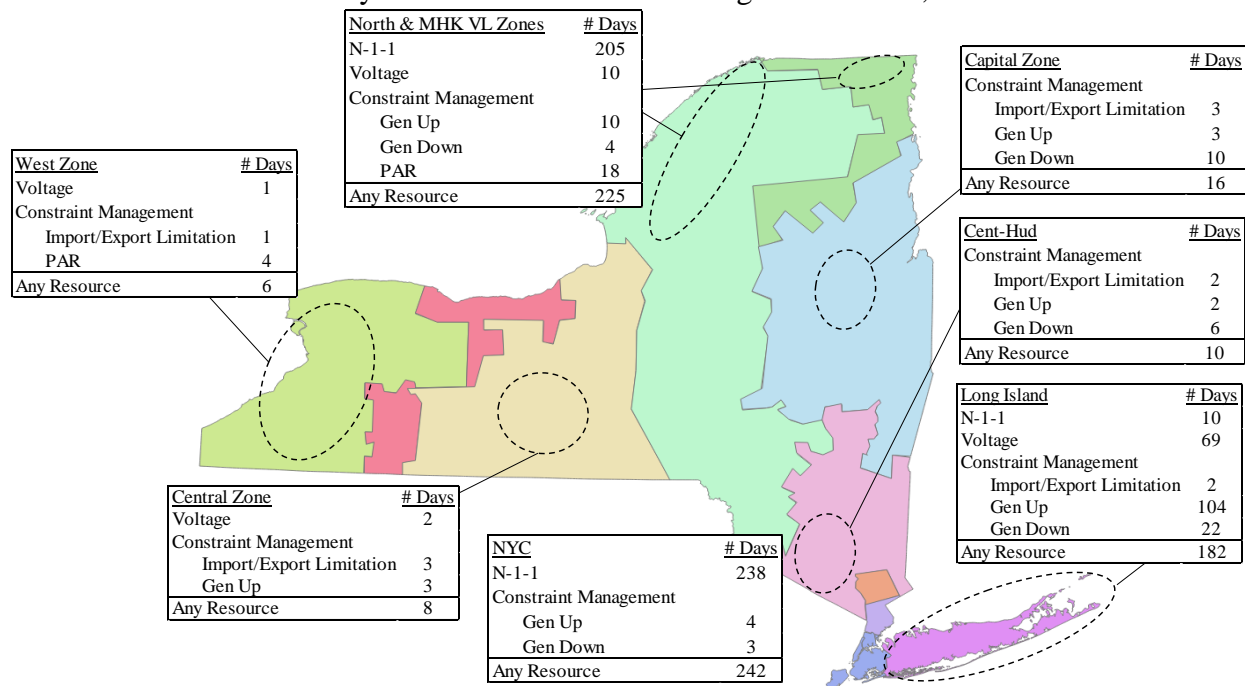 North & MHK VL Zones # Days
N-1-1 205
Voltage 10
Constraint Management
Gen Up 10
Gen Down 4
PAR 18
Any Resource 225
Capital Zone # Days
Constraint Management
Import/Export Limitation 3
Gen Up 3
Gen Down 10
Any Resource 16
West Zone # Days
Voltage 1
Constraint Management
Import/Export Limitation 1
PAR 4
Any Resource 6
Cent-Hud # Days
Constraint Management
Import/Export Limitation 2
Gen Up 2
Gen Down 6
Any Resource 10
Long Island # Days
N-1-1 10
Voltage 69
Constraint Management
Import/Export Limitation 2
Gen Up 104
Gen Down 22
Any Resource 182
Central Zone # Days
Voltage 2
Constraint Management
Import/Export Limitation 3
Gen Up 3
Any Resource 8
NYC # Days
N-1-1 238
Constraint Management
Gen Up 4
Gen Down 3
Any Resource 242